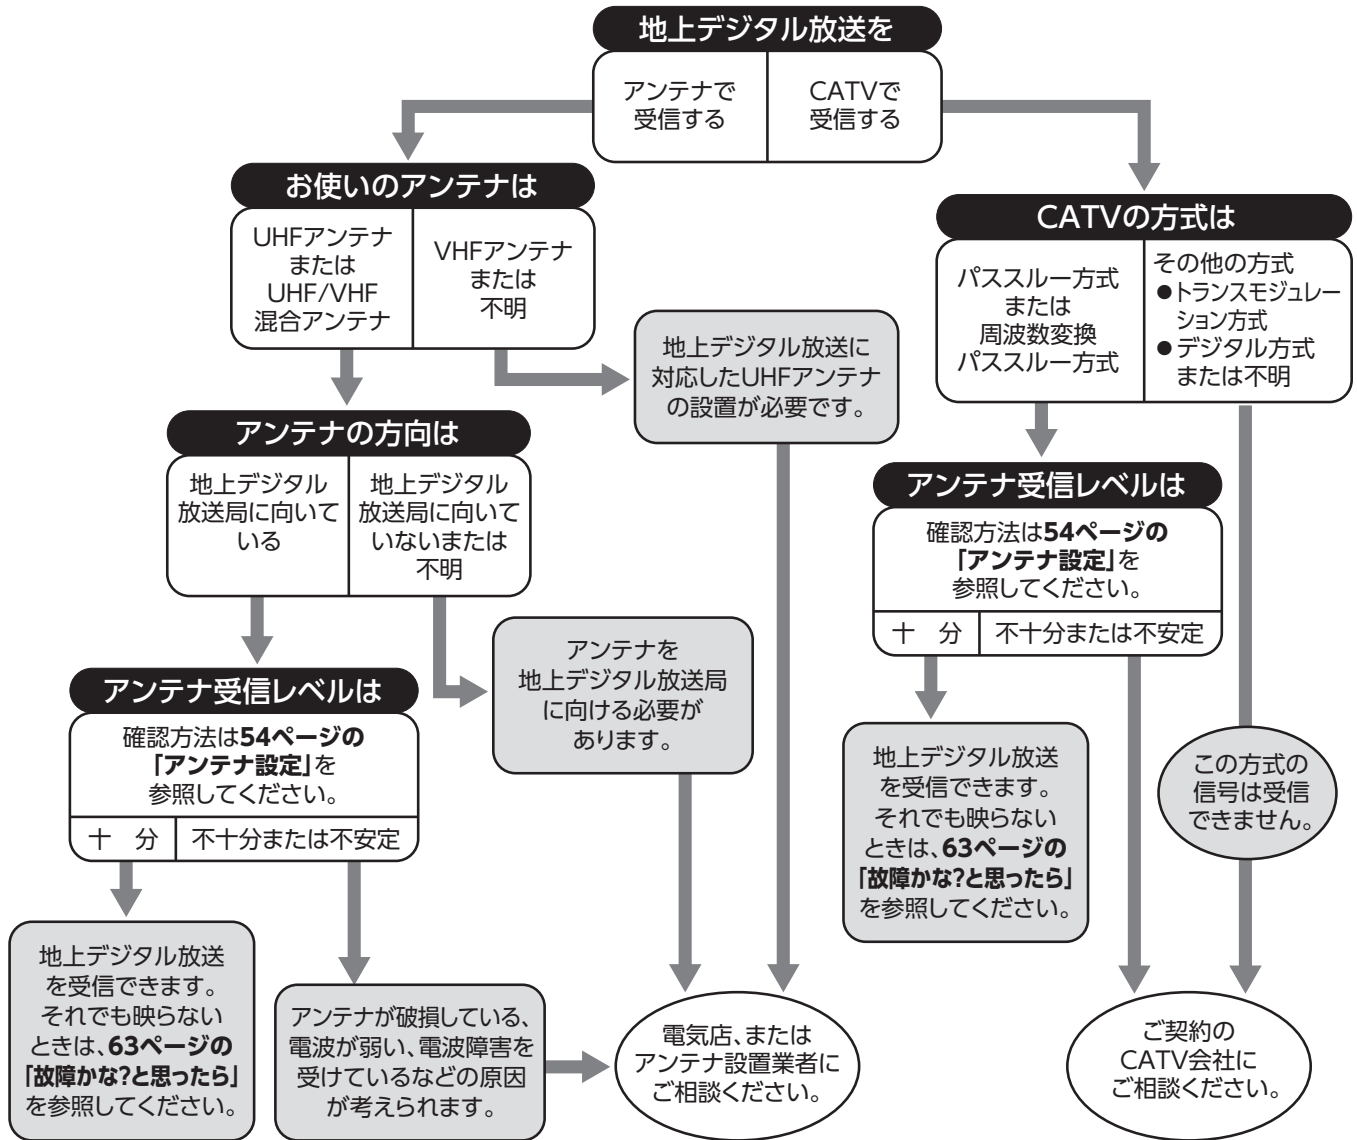 地上デジタル放送を
アンテナで
受信する
CATVで
受信する
お使いのアンテナは
UHFアンテナ
または
UHF/VHF
混合アンテナ
VHFアンテナ
または
不明
CATVの方式は
パススルー方式
または
周波数変換
パススルー方式
その他の方式
●トランスモジュレー
ション方式
●デジタル方式
または不明
地上デジタル放送に
対応したUHFアンテナ
の設置が必要です。
アンテナの方向は
地上デジタル
放送局に向いて
いる
地上デジタル
放送局に向いて
いないまたは
不明
アンテナ受信レベルは
確認方法は54ページの
「アンテナ設定」を
参照してください。
十　分
不十分または不安定
アンテナを
地上デジタル放送局
に向ける必要が
あります。
アンテナ受信レベルは
確認方法は54ページの
「アンテナ設定」を
参照してください。
十　分
不十分または不安定
地上デジタル放送
を受信できます。
それでも映らない
ときは、63ページの
「故障かな?と思ったら」
を参照してください。
この方式の
信号は受信
できません。
地上デジタル放送
を受信できます。
それでも映らない
ときは、63ページの
「故障かな?と思ったら」
を参照してください。
アンテナが破損している、
電波が弱い、電波障害を
受けているなどの原因
が考えられます。
電気店、または
アンテナ設置業者に
ご相談ください。
ご契約の
CATV会社に
ご相談ください。